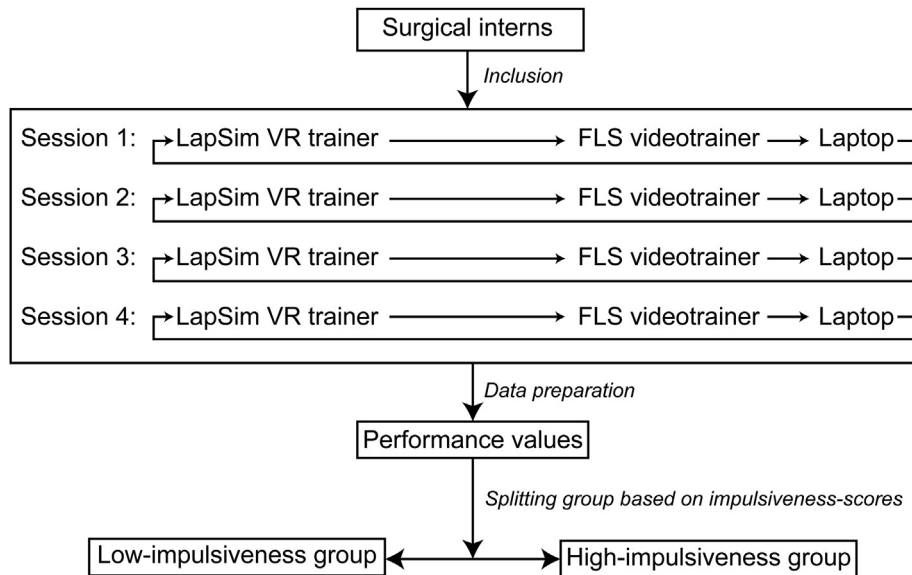 Surgical interns
Inclusion
Session 1: LapSim VR trainer FLS videotrainer Laptop
Session 2: LapSim VR trainer FLS videotrainer Laptop
Session 3: LapSim VR trainer FLS videotrainer Laptop
Session 4: LapSim VR trainer FLS videotrainer Laptop
Data preparation
Performance values
Splitting group based on impulsiveness-scores
Low-impulsiveness group High-impulsiveness group